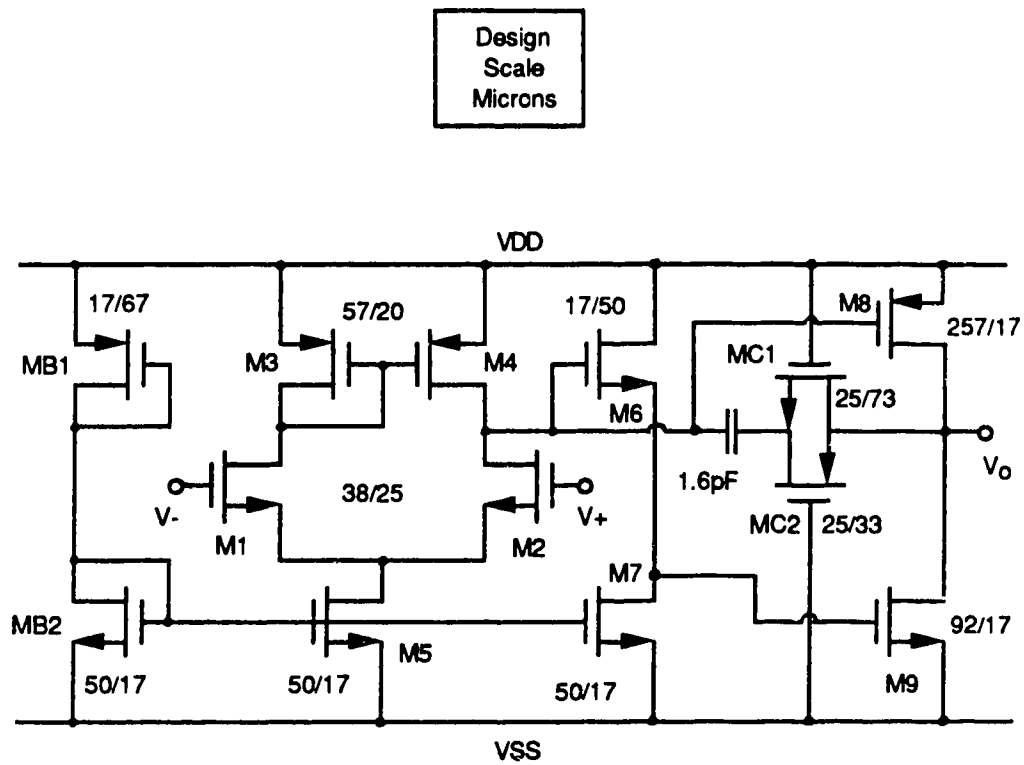 Design
Scale
Microns
VDD
17/67
57/20
17/50
M8
257/17
MB1
M3
M4
MC1
M6
25/73
1.6pF
Vo
V-
38/25
V+
MC2
25/33
M1
M2
M7
MB2
M5
92/17
M9
50/17
50/17
50/17
VSS